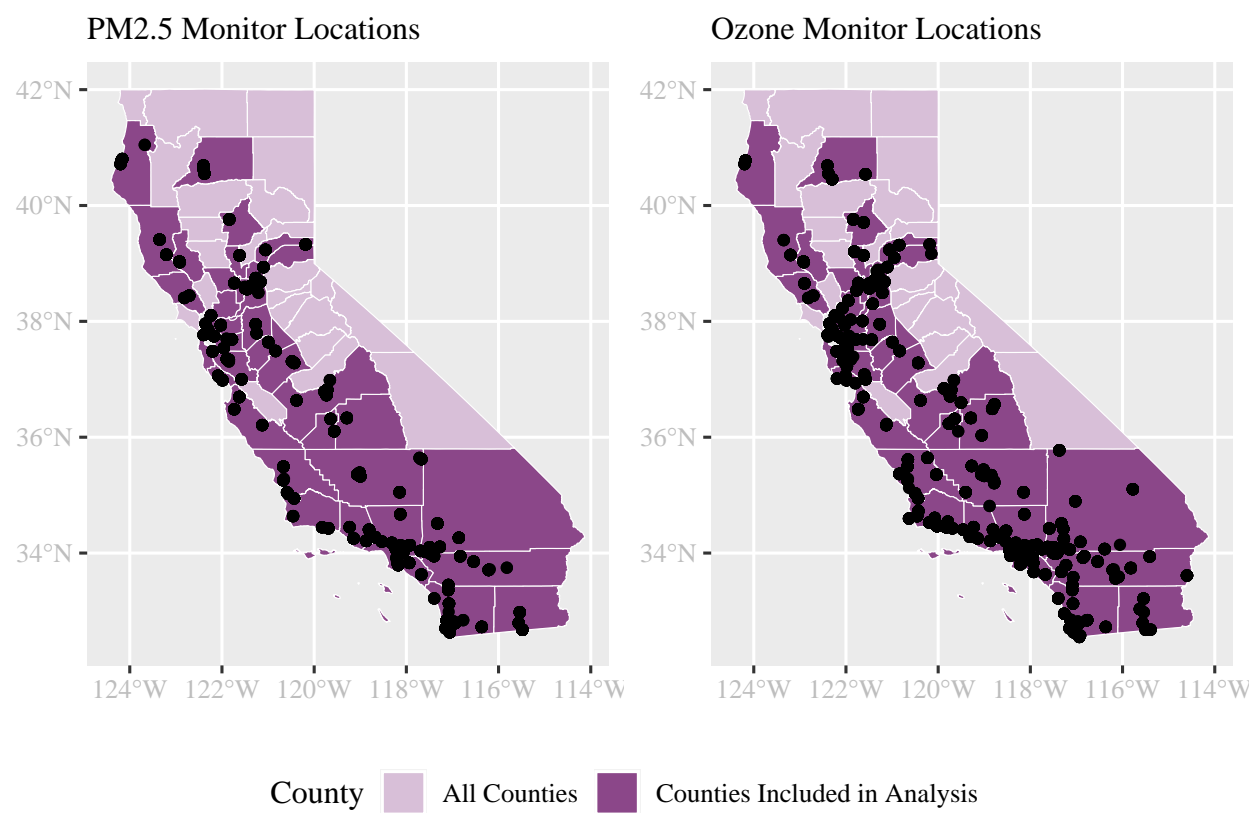 PM2.5 Monitor Locations
Ozone Monitor Locations
42°N
40°N
38°N
36°N
34°N
124°W 122°W 120°W 118°W 116°W 114°W
42°N
40°N
38°N
36°N
34°N
124°W 122°W 120°W 118°W 116°W 114°W
County All Counties Counties Included in Analysis